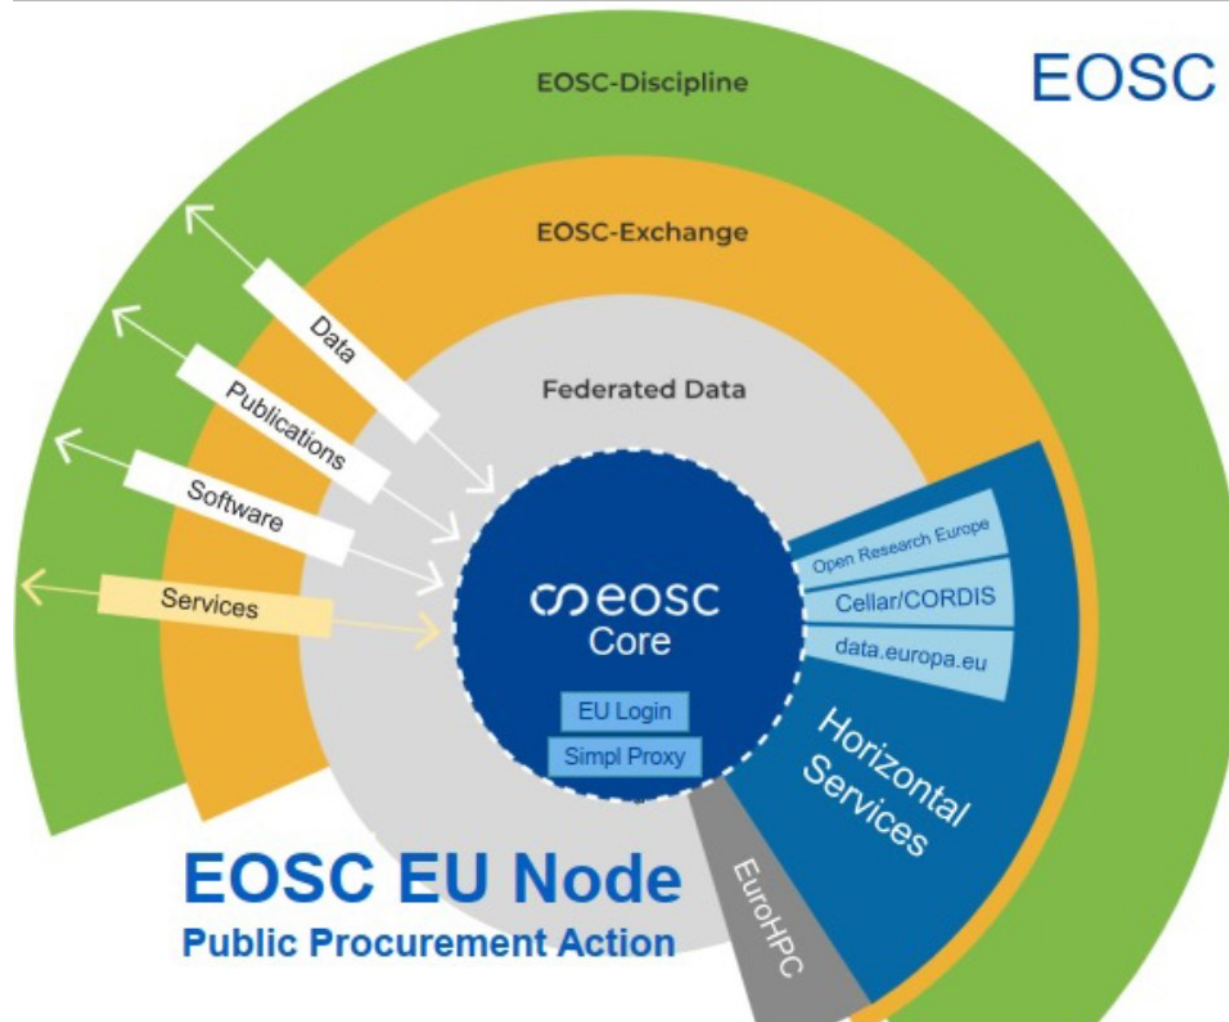 EOSC
EOSC-Discipline
EOSC-Exchange
Federated Data
Data
Publications
Software
Services
eosc
Core
EU Login
Simpl Proxy
Open Research Europe
Cellar/CORDIS
data.europa.eu
Horizontal
Services
EuroHPC
EOSC EU Node
Public Procurement Action